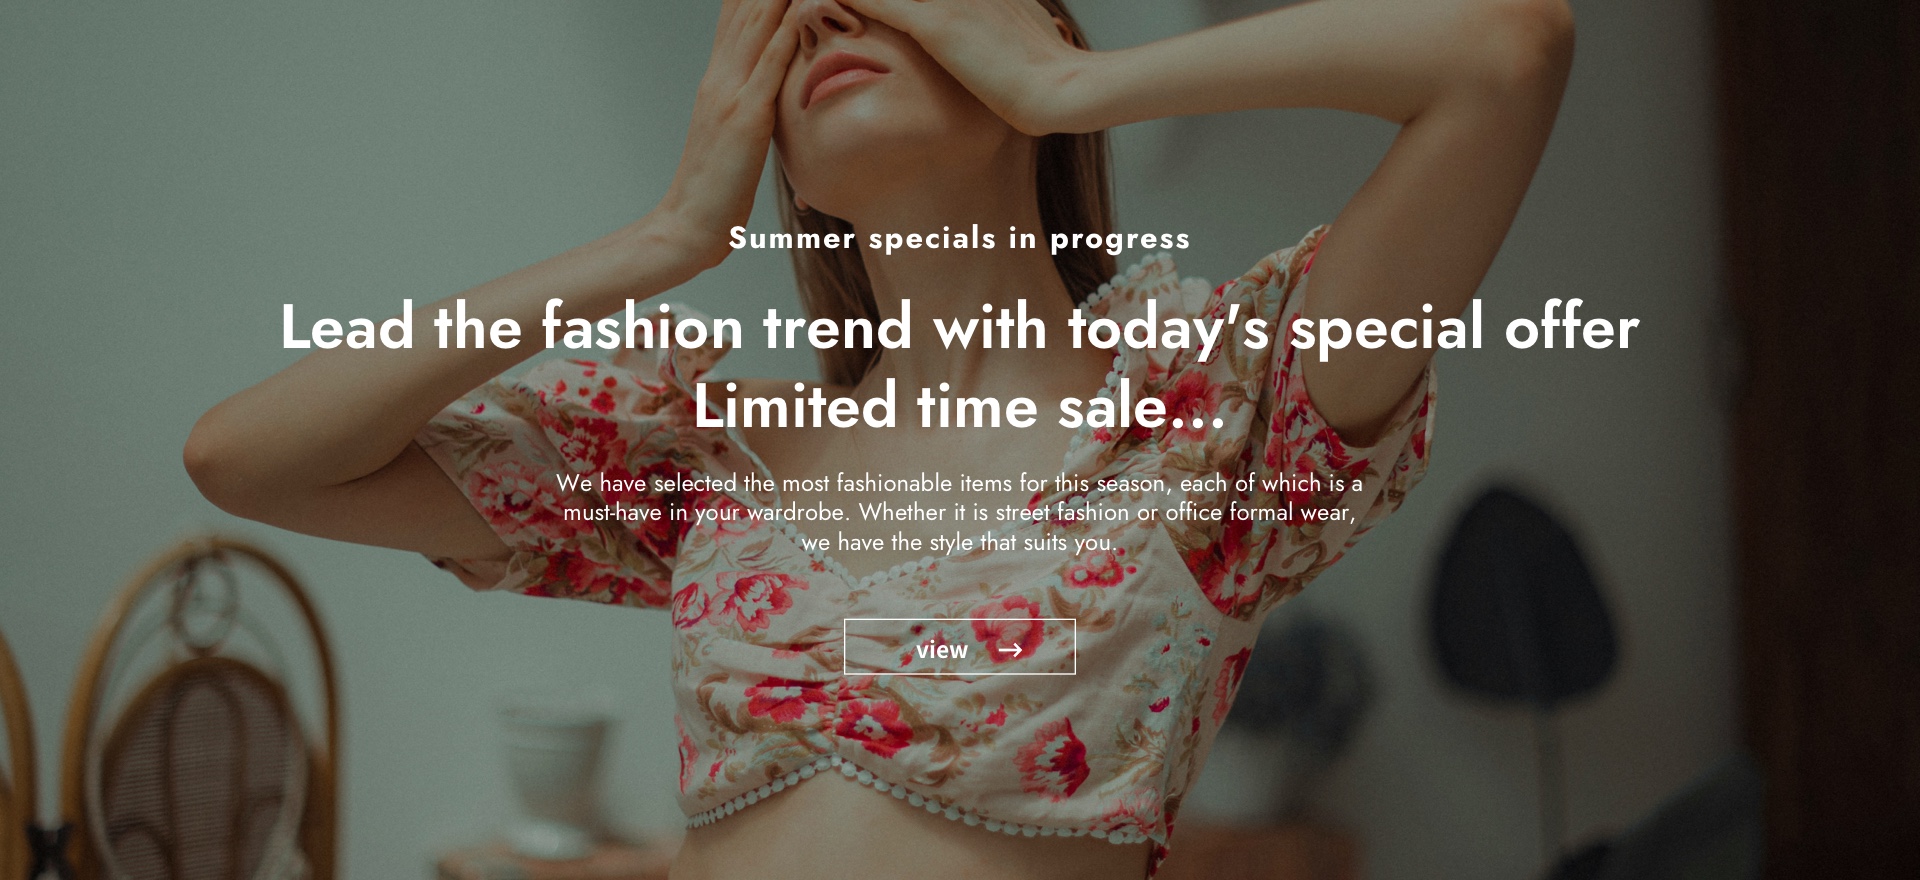 Summer specials in progress
Lead the fashion trend with today's special offer
Limited time sale...
We have selected the most fashionable items for this season, each of which is a
must-have in your wardrobe. Whether it is street fashion or office formal wear,
we have the style that suits you.
view →